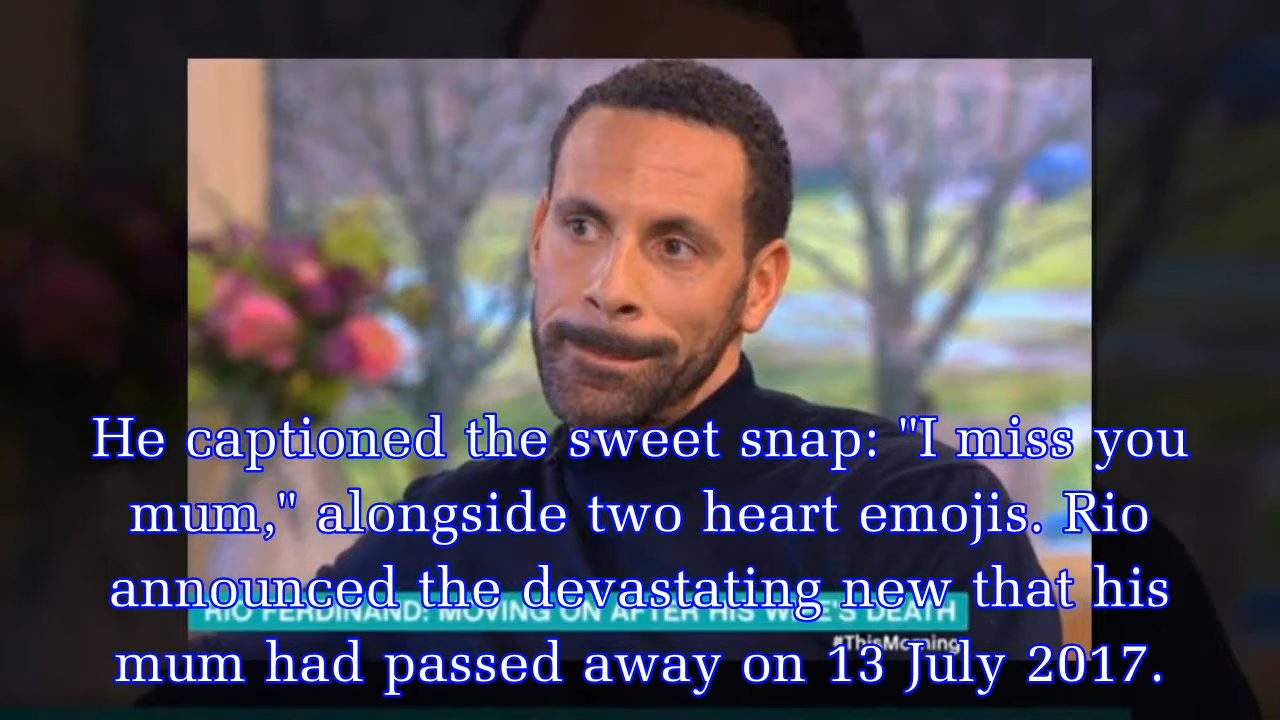 He captioned the sweet snap: "I miss you
mum," alongside two heart emojis. Rio
announced the devastating new that his
RIO FERDINAND: MOVING ON AFTER HIS WIFE'S DEATH
#ThisMorning
mum had passed away on 13 July 2017.